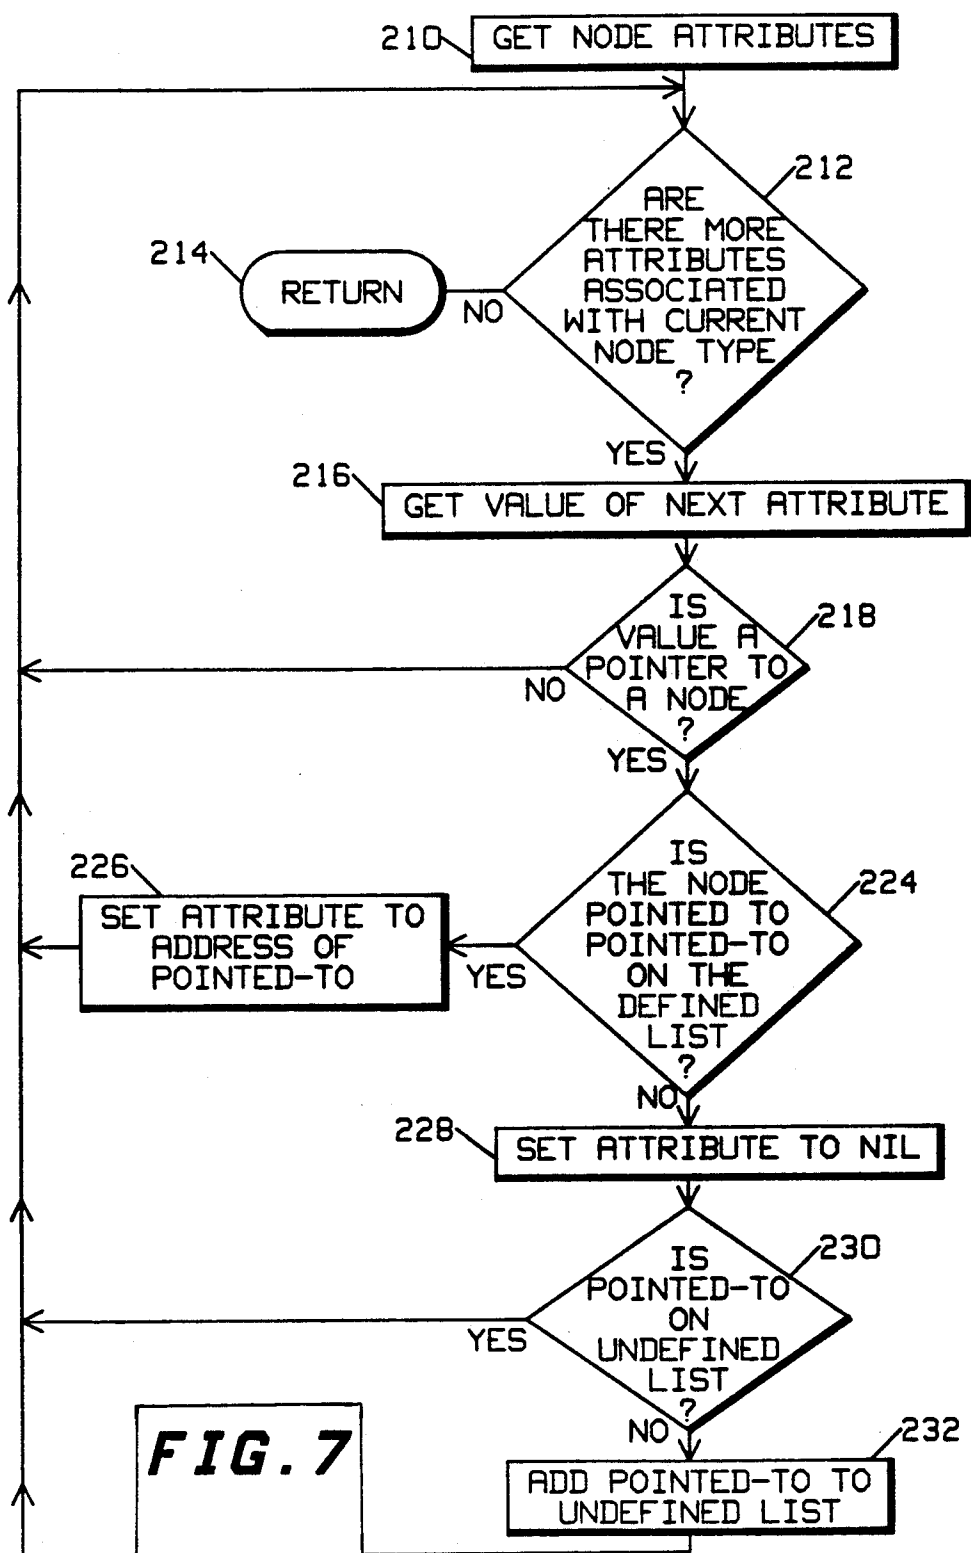 210
GET NODE ATTRIBUTES
212
ARE
THERE MORE
ATTRIBUTES
ASSOCIATED
WITH CURRENT
NODE TYPE
?
214
RETURN
NO
YES
216
GET VALUE OF NEXT ATTRIBUTE
218
IS
VALUE A
POINTER TO
A NODE
?
NO
YES
224
IS
THE NODE
POINTED TO
POINTED-TO
ON THE
DEFINED
LIST
?
226
SET ATTRIBUTE TO
ADDRESS OF
POINTED-TO
YES
NO
228
SET ATTRIBUTE TO NIL
230
IS
POINTED-TO
ON
UNDEFINED
LIST
?
YES
NO
232
ADD POINTED-TO TO
UNDEFINED LIST
FIG. 7